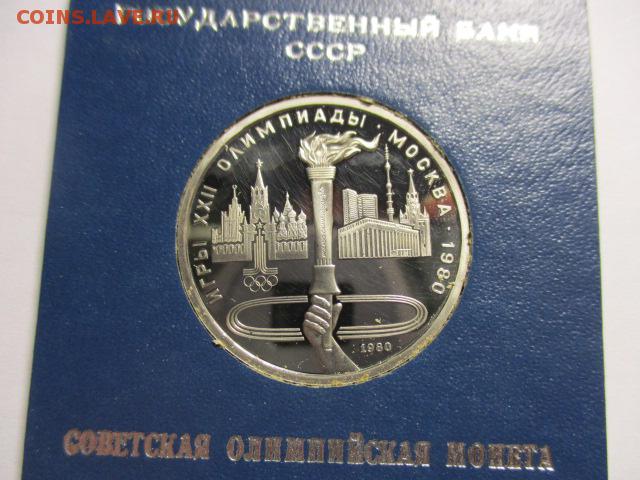 COINS.LAVE.RU
ГОСУДАРСТВЕННЫЙ БАНК
СССР
ИГРЫ XXII ОЛИМПИАДЫ · МОСКВА · 1980
1980
СОВЕТСКАЯ ОЛИМПИЙСКАЯ МОНЕТА